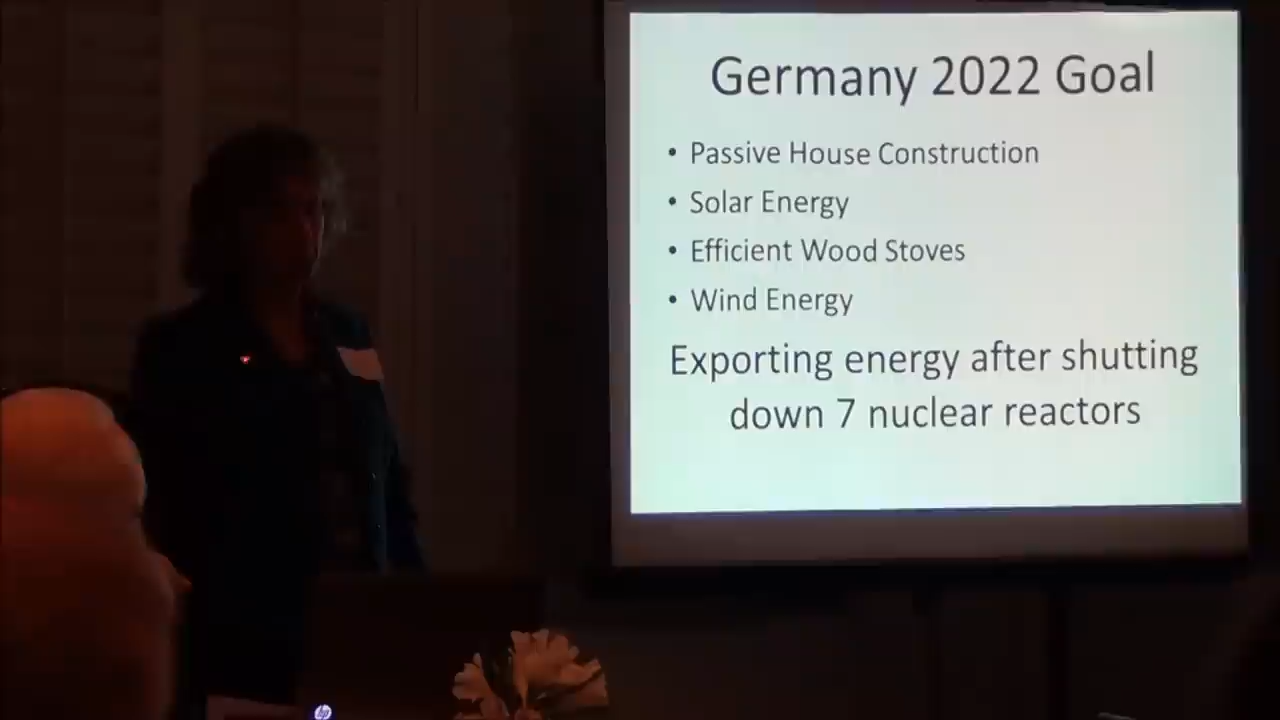 Germany 2022 Goal
• Passive House Construction
• Solar Energy
• Efficient Wood Stoves
• Wind Energy
Exporting energy after shutting
down 7 nuclear reactors
hp